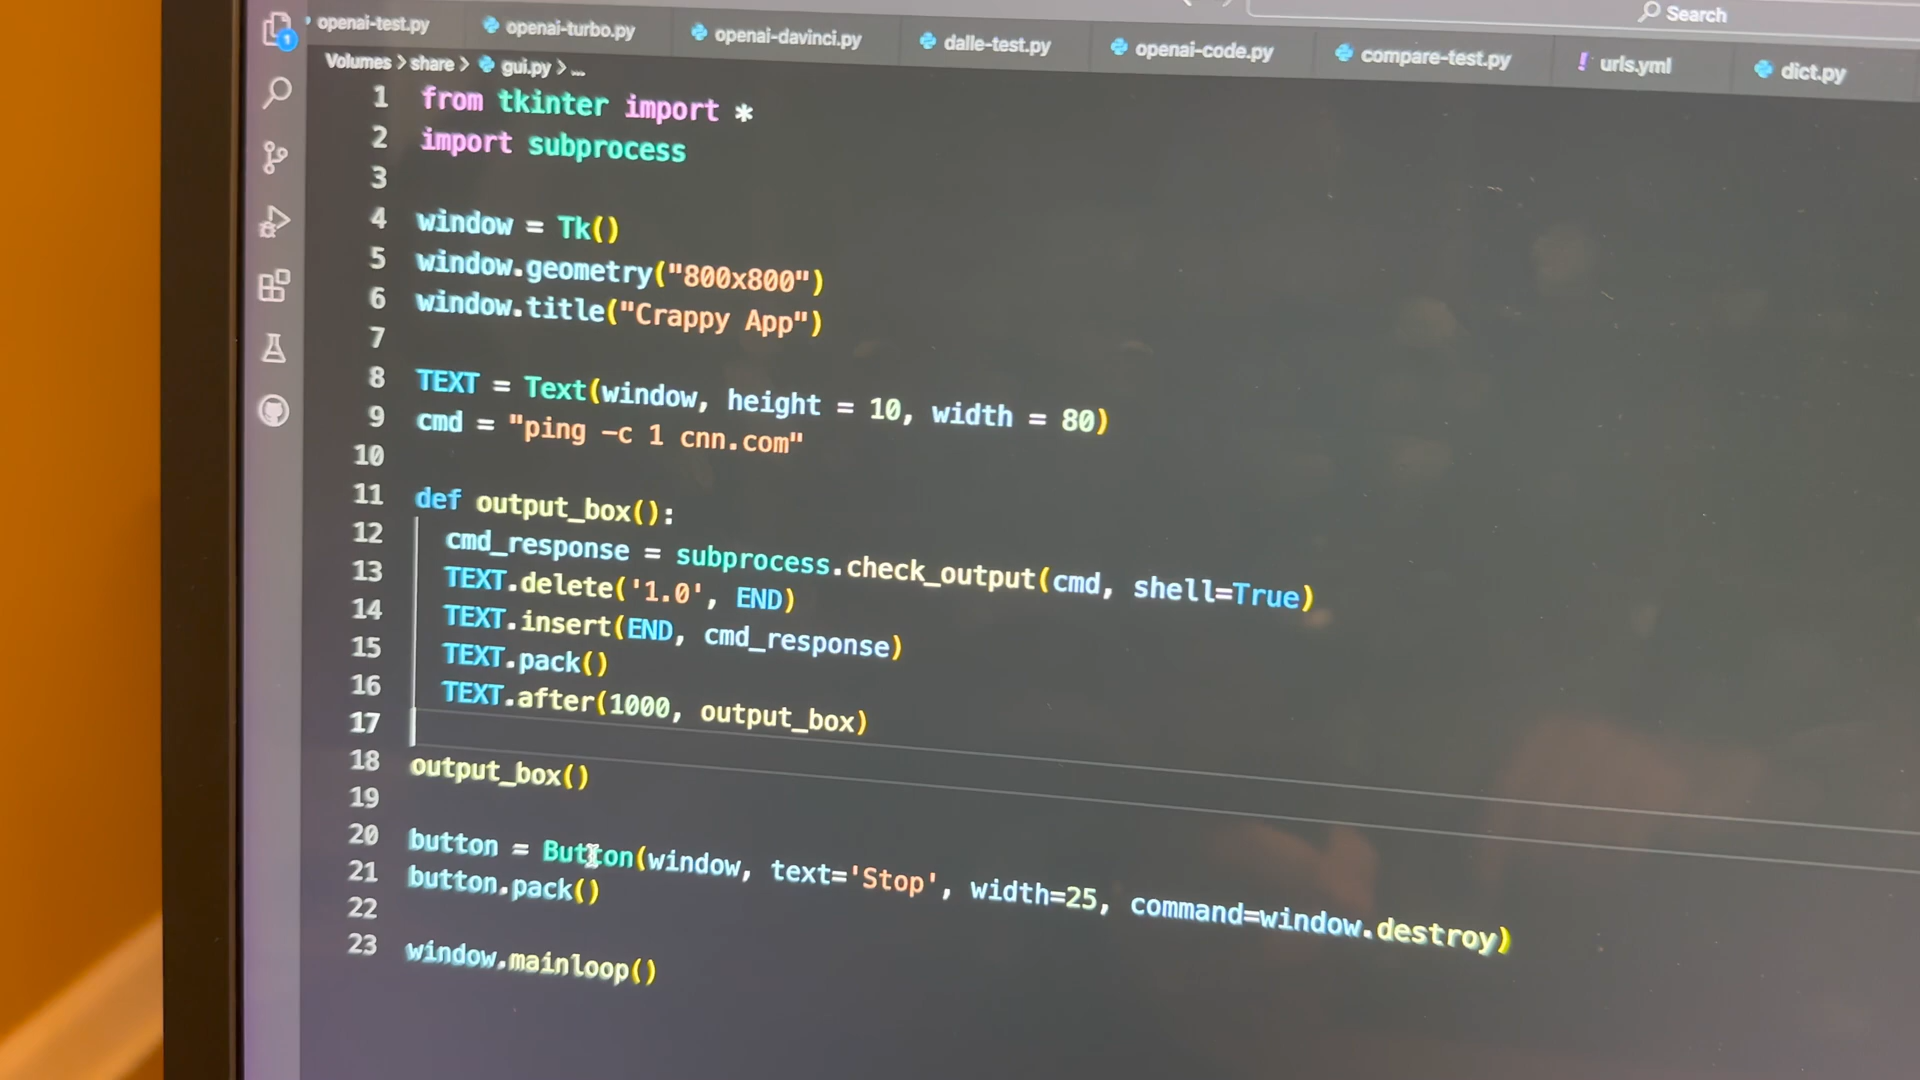 Search
openai-test.py openai-turbo.py openai-davinci.py dalle-test.py openai-code.py compare-test.py ! urls.yml dict.py
1
Volumes > share > gui.py > ...
1 from tkinter import *
2 import subprocess
3
4 window = Tk()
5 window.geometry("800x800")
6 window.title("Crappy App")
7
8 TEXT = Text(window, height = 10, width = 80)
9 cmd = "ping -c 1 cnn.com"
10
11 def output_box():
12 cmd_response = subprocess.check_output(cmd, shell=True)
13 TEXT.delete('1.0', END)
14 TEXT.insert(END, cmd_response)
15 TEXT.pack()
16 TEXT.after(1000, output_box)
17
18 output_box()
19
20 button = Button(window, text='Stop', width=25, command=window.destroy)
21 button.pack()
22
23 window.mainloop()